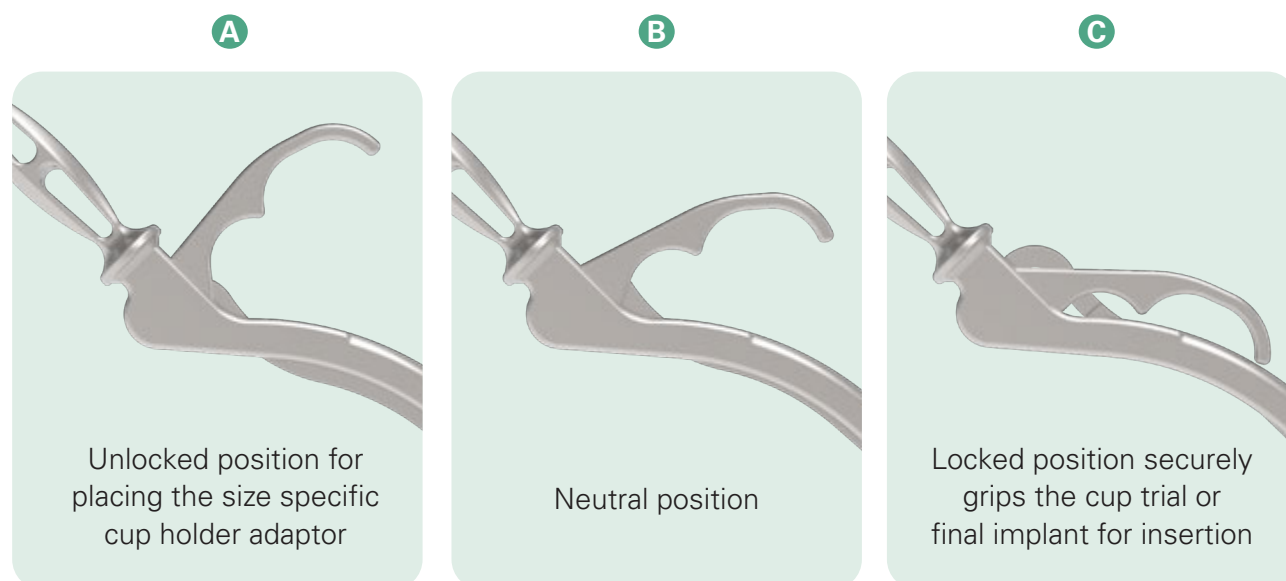 A
B
C
Unlocked position for
placing the size specific
cup holder adaptor
Neutral position
Locked position securely
grips the cup trial or
final implant for insertion